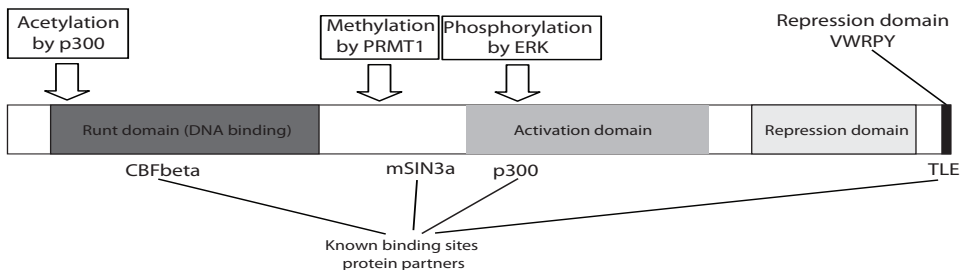 Acetylation
by p300
Methylation
by PRMT1
Phosphorylation
by ERK
Repression domain
VWRPY
Runt domain (DNA binding)
Activation domain
Repression domain
CBFbeta
mSIN3a
p300
TLE
Known binding sites
protein partners